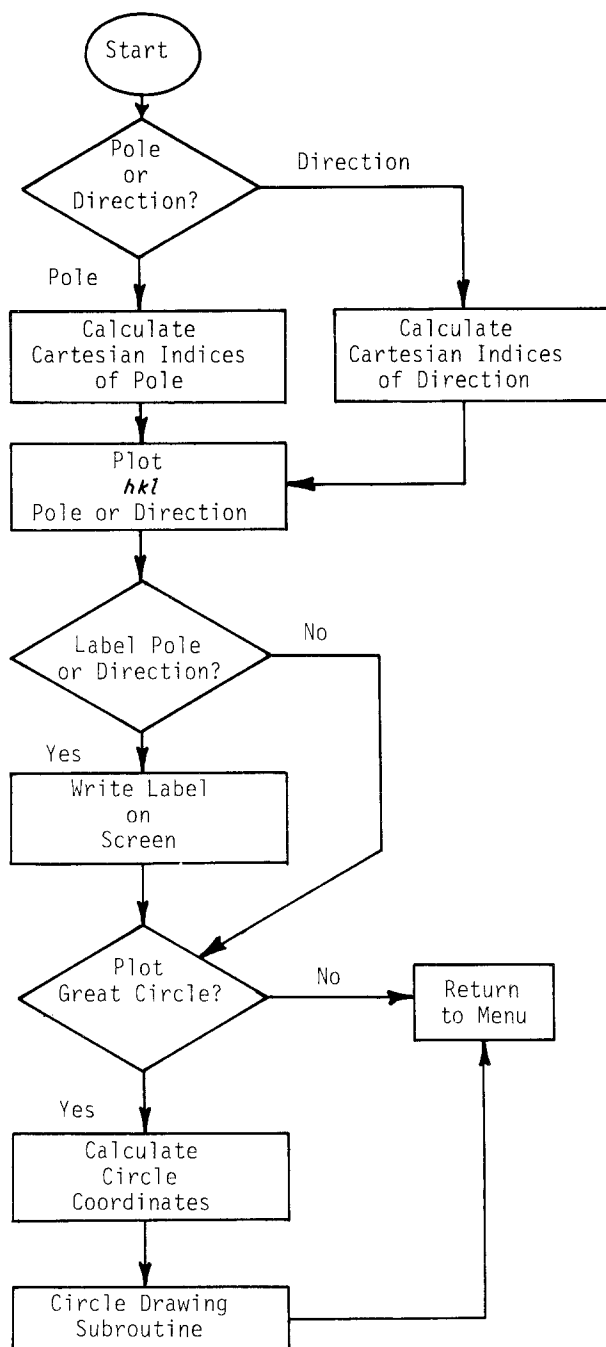 Start
Pole
or
Direction?
Direction
Pole
Calculate
Cartesian Indices
of Pole
Calculate
Cartesian Indices
of Direction
Plot
hkl
Pole or Direction
Label Pole
or Direction?
No
Yes
Write Label
on
Screen
Plot
Great Circle?
No
Return
to Menu
Yes
Calculate
Circle
Coordinates
Circle Drawing
Subroutine